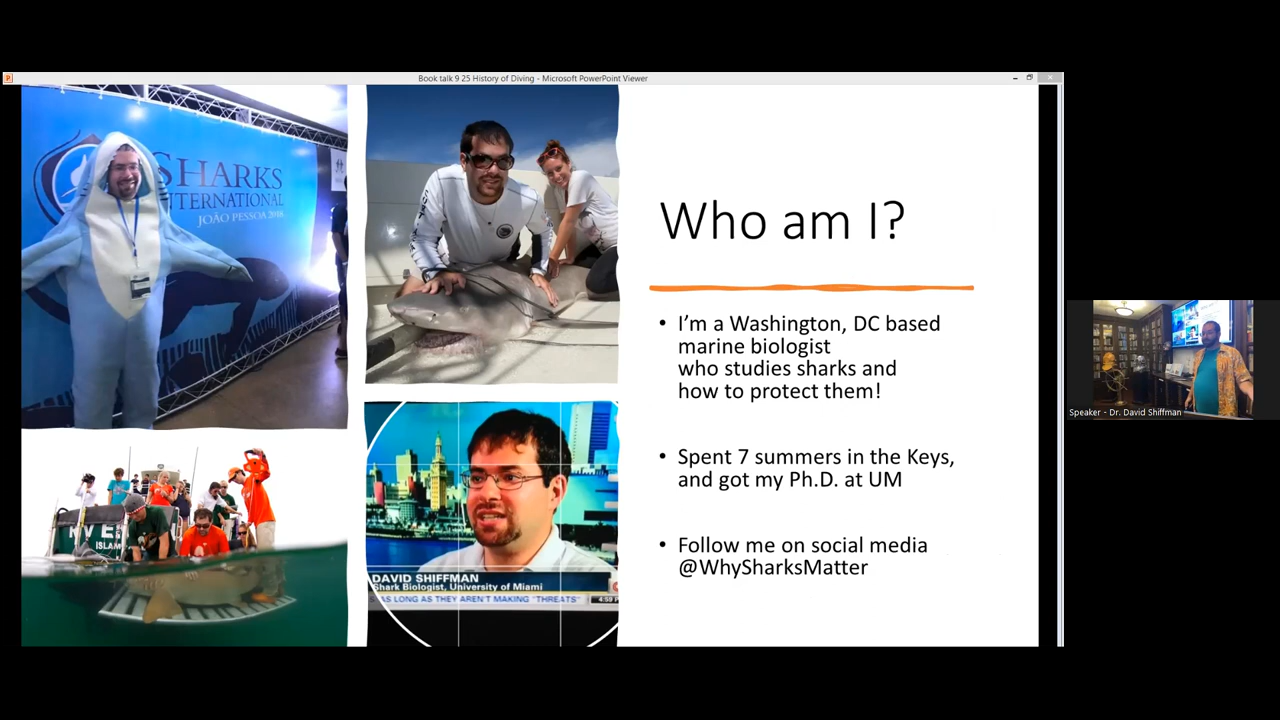 Book talk 9 25 History of Diving - Microsoft PowerPoint Viewer
SHARKS
INTERNATIONAL
JOÃO PESSOA 2018
Who am I?
• I'm a Washington, DC based
marine biologist
who studies sharks and
how to protect them!
• Spent 7 summers in the Keys,
and got my Ph.D. at UM
• Follow me on social media
@WhySharksMatter
ISLAM
DAVID SHIFFMAN
Shark Biologist, University of Miami
AS LONG AS THEY AREN'T MAKING "THREATS"
4:59
Speaker - Dr. David Shiffman